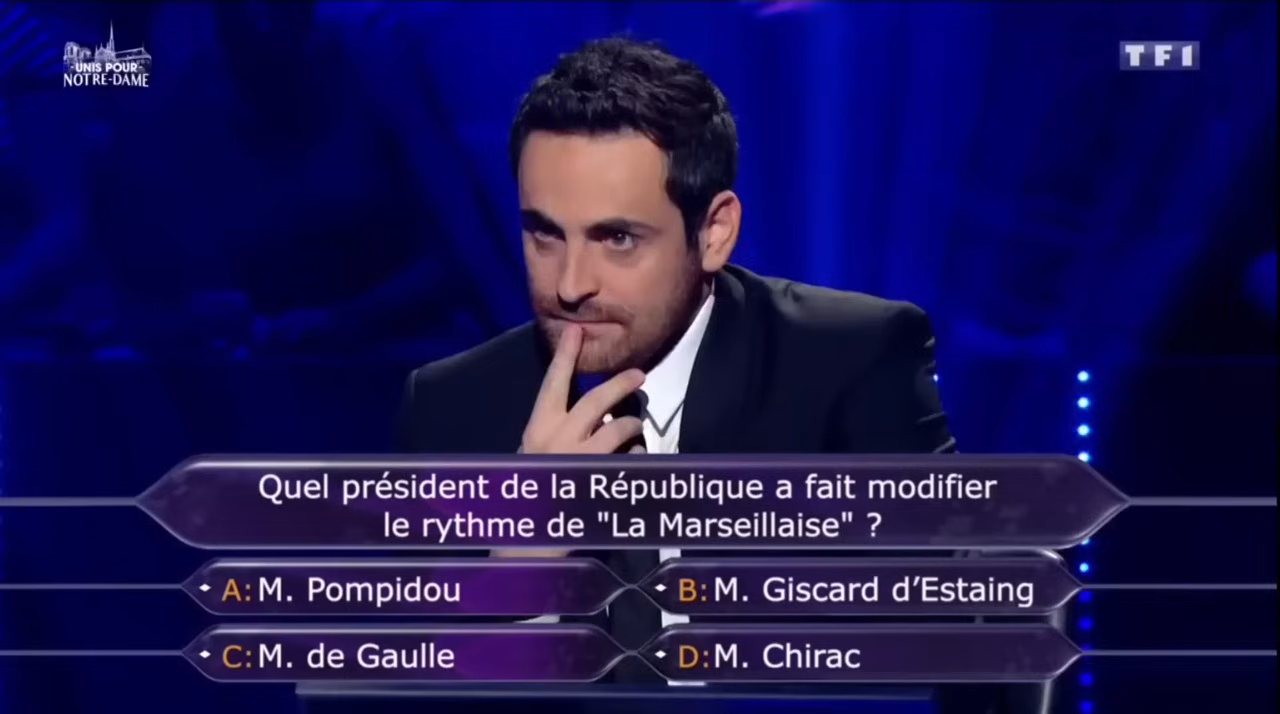 UNIS POUR
NOTRE-DAME
TF1
Quel président de la République a fait modifier
le rythme de "La Marseillaise" ?
A: M. Pompidou
B: M. Giscard d’Estaing
C: M. de Gaulle
D: M. Chirac